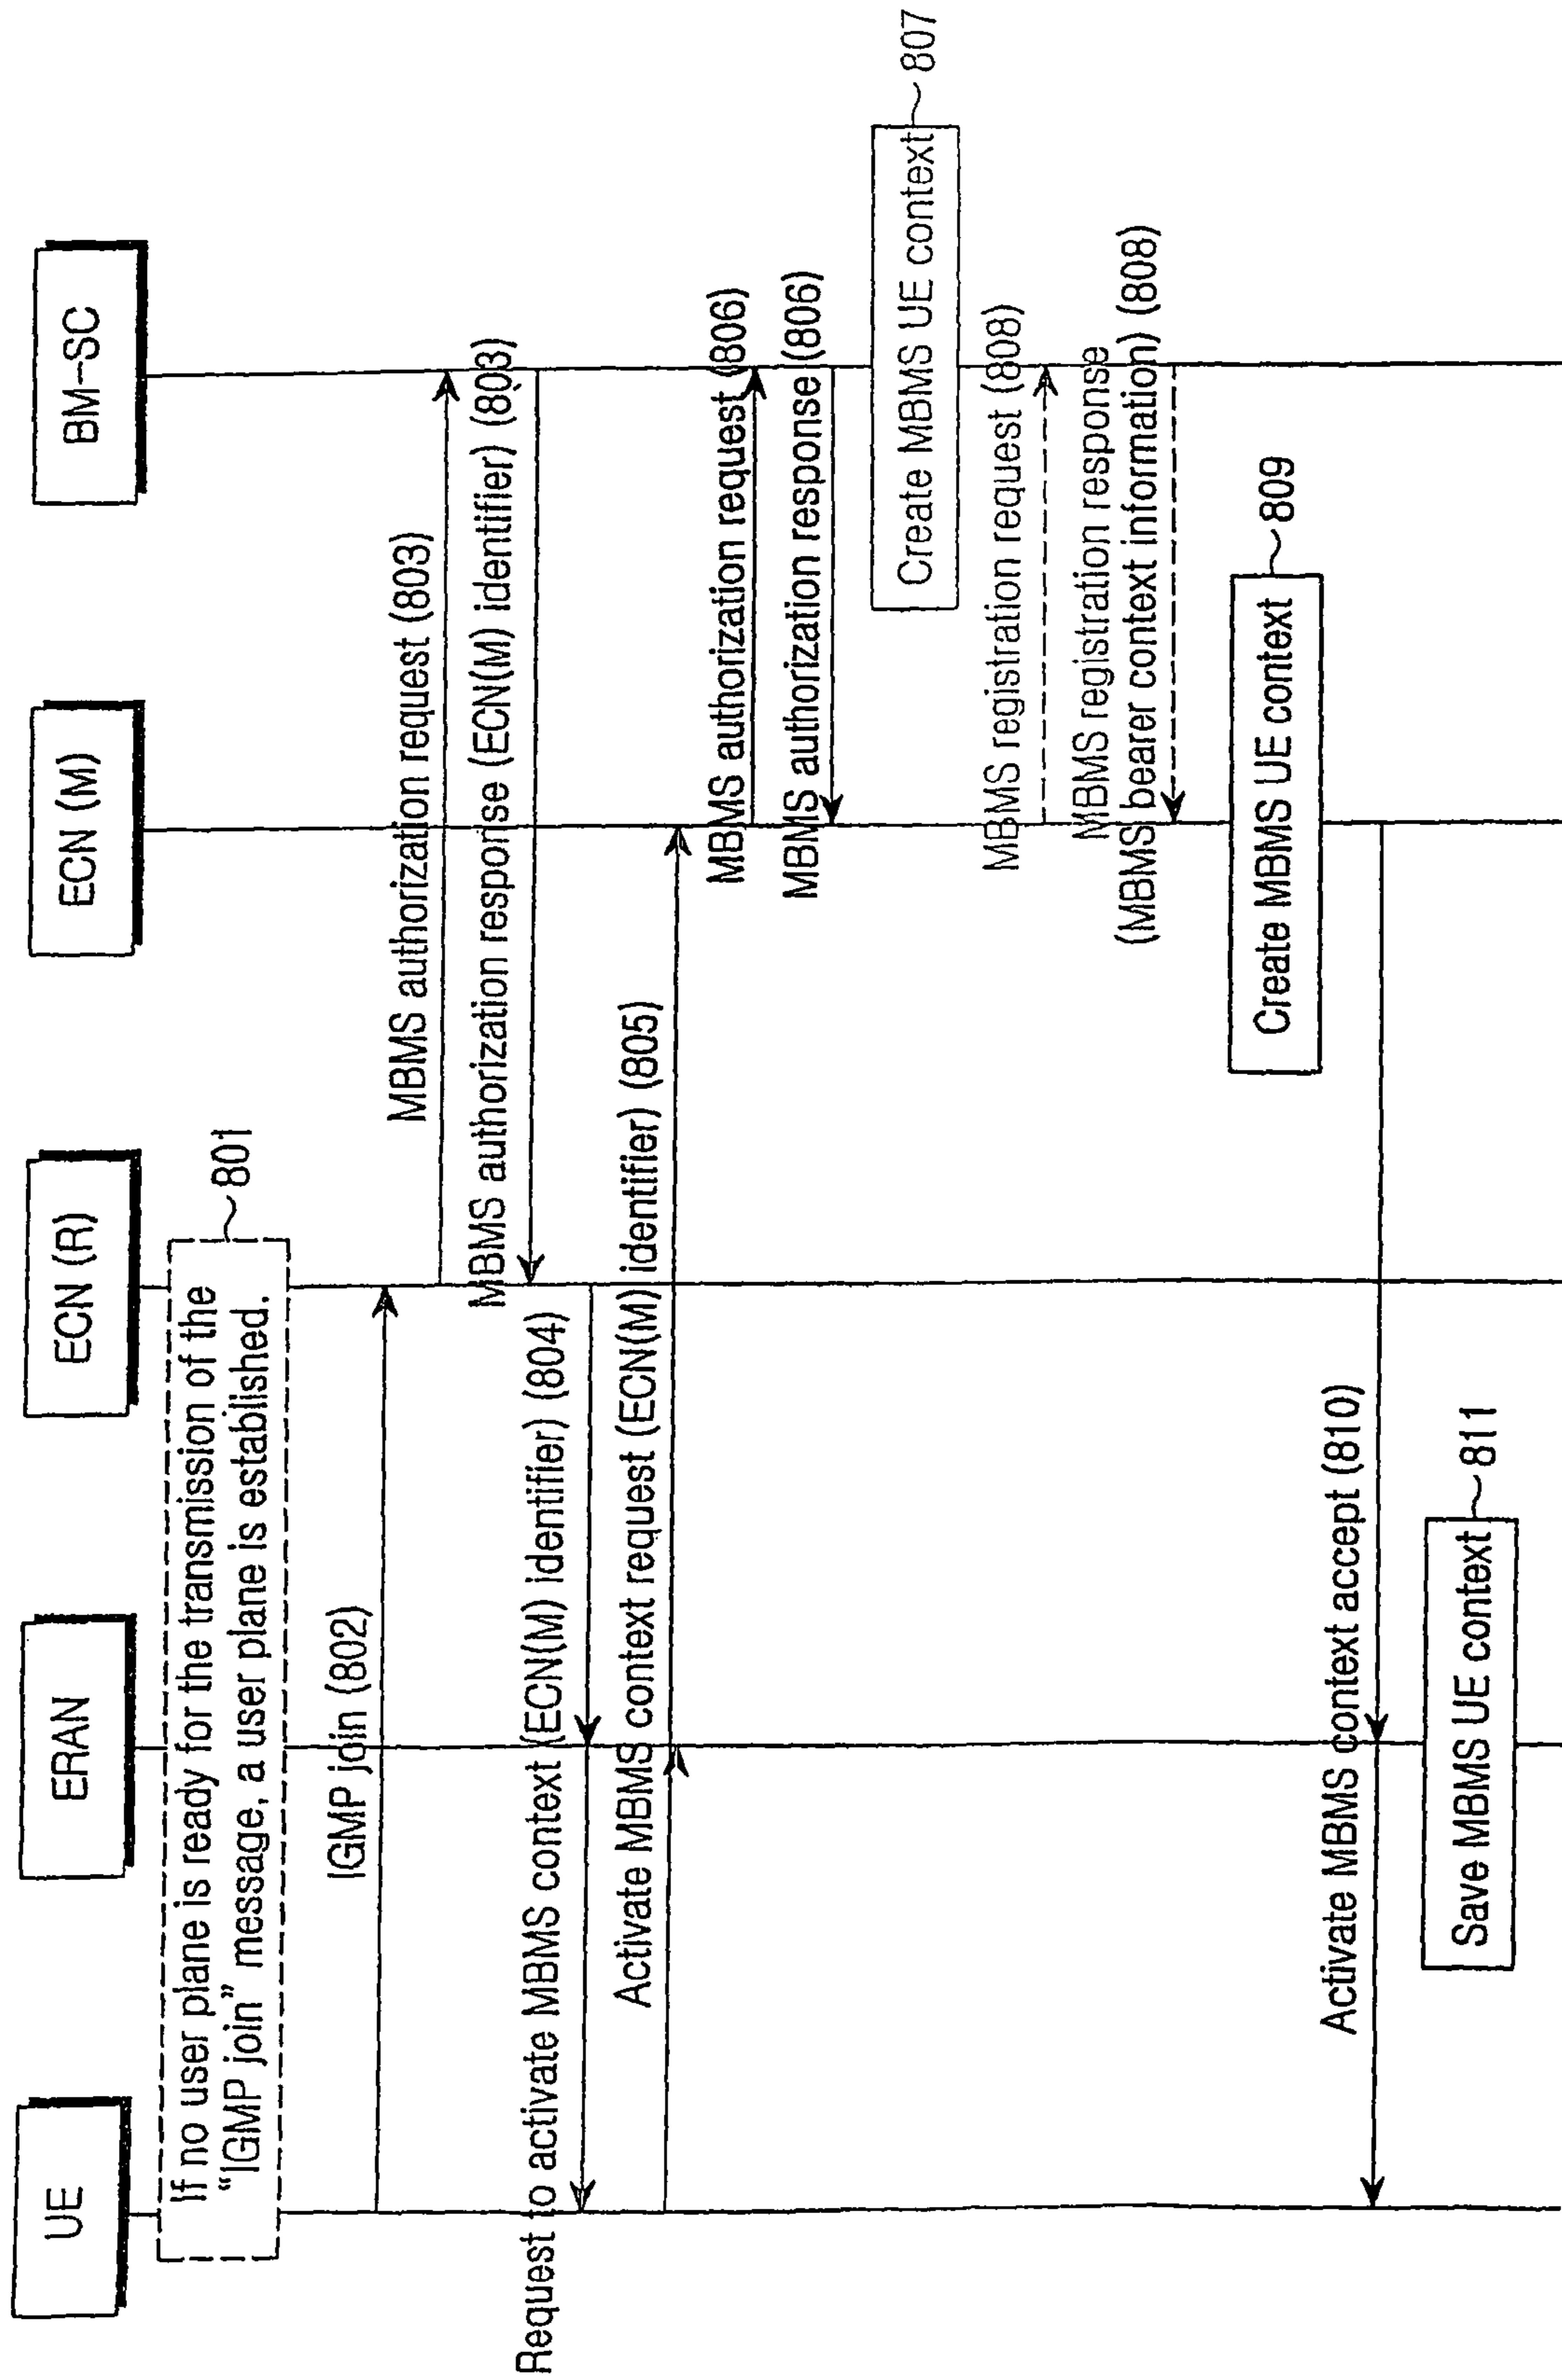 UE
ERAN
ECN (R)
ECN (M)
BM-SC
If no user plane is ready for the transmission of the
"IGMP join" message, a user plane is established.
801
IGMP join (802)
MBMS authorization request (803)
MBMS authorization response (ECN(M) identifier) (803)
Request to activate MBMS context (ECN(M) identifier) (804)
Activate MBMS context request (ECN(M) identifier) (805)
MBMS authorization request (806)
MBMS authorization response (806)
Create MBMS UE context
807
MBMS registration request (808)
MBMS registration response
(MBMS bearer context information) (808)
Create MBMS UE context
809
Activate MBMS context accept (810)
Save MBMS UE context
811